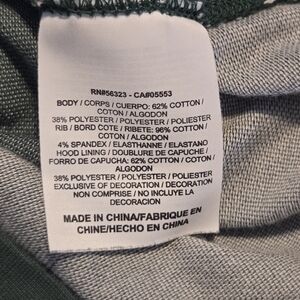 RN#56323 - CA#05553
BODY / CORPS / CUERPO: 62% COTTON /
COTON / ALGODON
38% POLYESTER / POLYESTER / POLIESTER
RIB / BORD COTE / RIBETE: 96% COTTON /
COTON / ALGODON
4% SPANDEX / ELASTHANNE / ELASTANO
HOOD LINING / DOUBLURE DE CAPUCHE /
FORRO DE CAPUCHA: 62% COTTON /
COTON / ALGODON
38% POLYESTER / POLYESTER / POLIESTER
EXCLUSIVE OF DECORATION / DECORATION
NON COMPRISE / NO INCLUYE LA
DECORACION
MADE IN CHINA/FABRIQUE EN
CHINE/HECHO EN CHINA